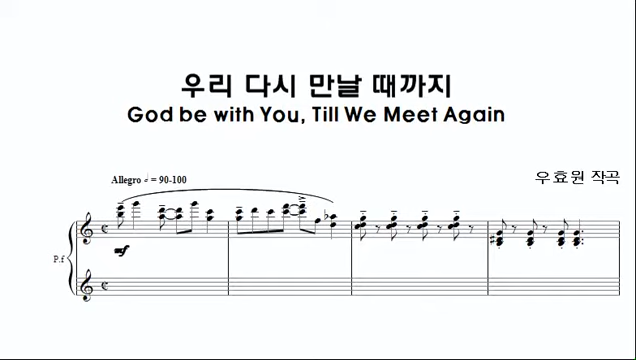 우리 다시 만날 때까지
God be with You, Till We Meet Again
우효원 작곡
Allegro 𝅗𝅥 = 90-100
mf
P.f